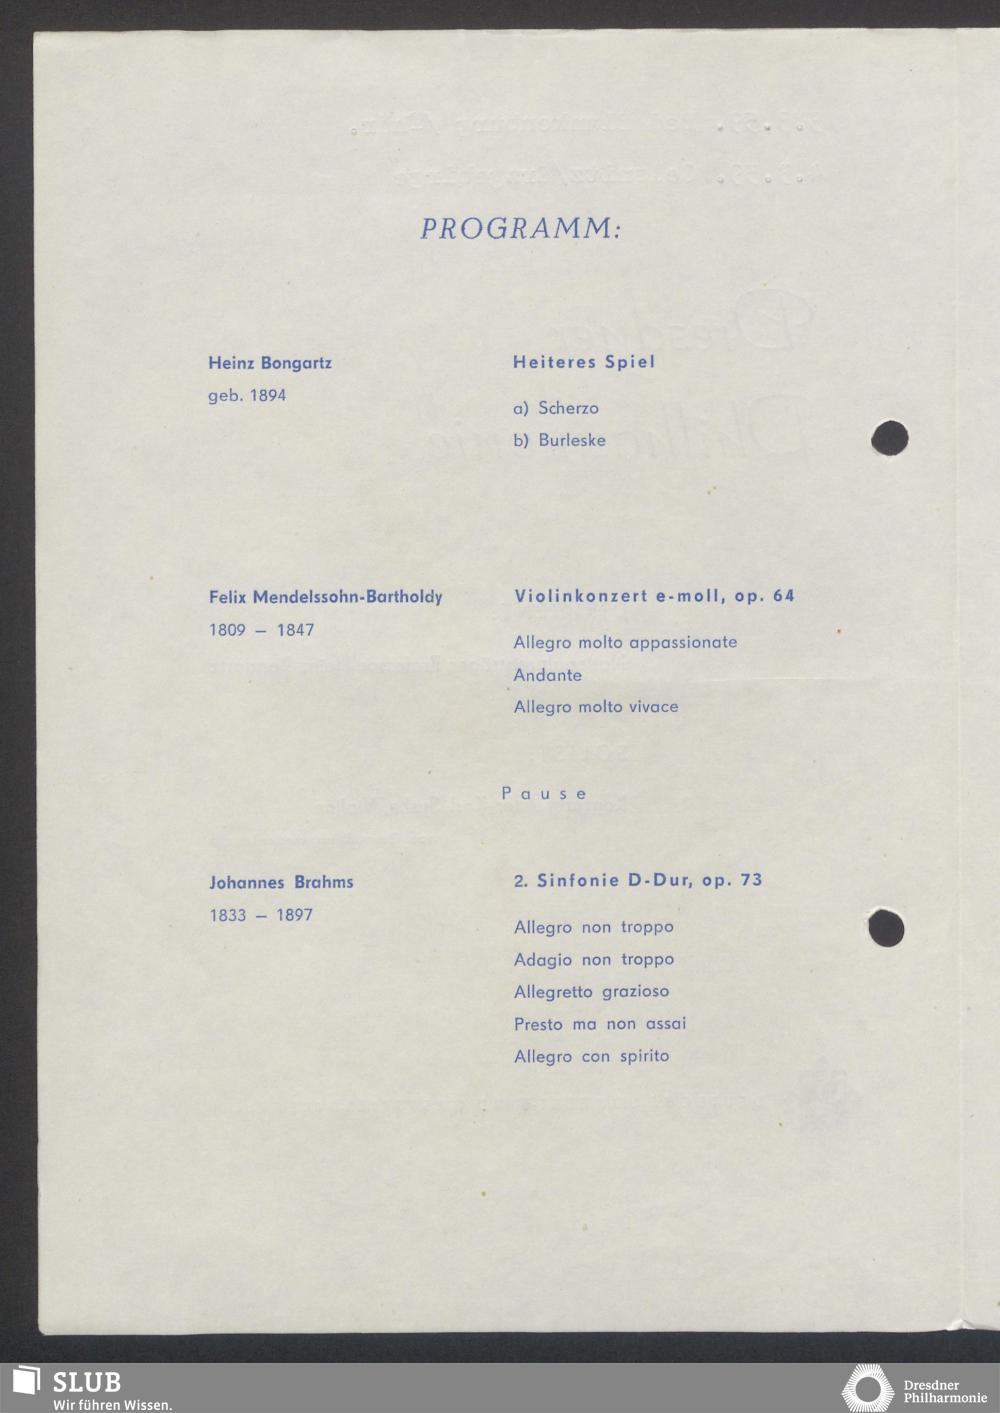 PROGRAMM:
Heinz Bongartz
geb. 1894
Heiteres Spiel
a) Scherzo
b) Burleske
Felix Mendelssohn-Bartholdy
1809 – 1847
Violinkonzert e-moll, op. 64
Allegro molto appassionate
Andante
Allegro molto vivace
Pause
Johannes Brahms
1833 – 1897
2. Sinfonie D-Dur, op. 73
Allegro non troppo
Adagio non troppo
Allegretto grazioso
Presto ma non assai
Allegro con spirito
SLUB
Wir führen Wissen.
Dresdner
Philharmonie